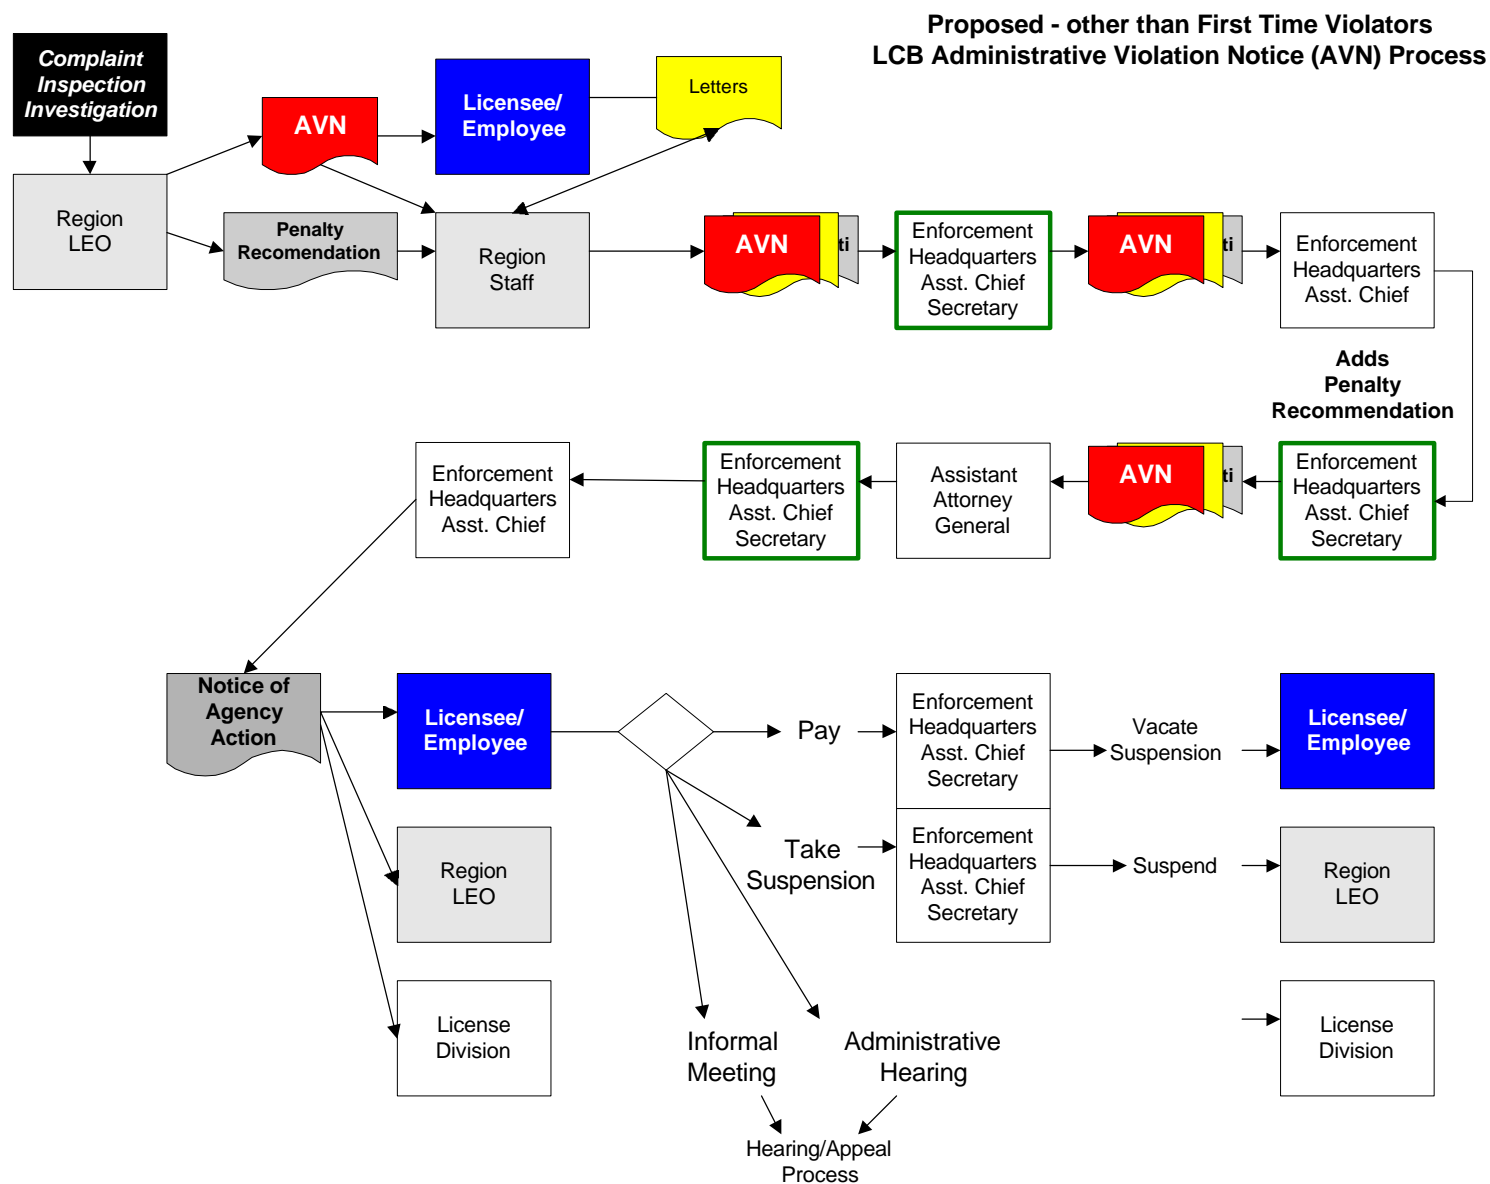 Proposed - other than First Time Violators
LCB Administrative Violation Notice (AVN) Process
Complaint
Inspection
Investigation
AVN
Licensee/
Employee
Letters
Region
LEO
Penalty
Recomendation
Region
Staff
AVN
ti
Enforcement
Headquarters
Asst. Chief
Secretary
AVN
ti
Enforcement
Headquarters
Asst. Chief
Adds
Penalty
Recommendation
Enforcement
Headquarters
Asst. Chief
Enforcement
Headquarters
Asst. Chief
Secretary
Assistant
Attorney
General
AVN
ti
Enforcement
Headquarters
Asst. Chief
Secretary
Notice of
Agency
Action
Licensee/
Employee
Pay
Enforcement
Headquarters
Asst. Chief
Secretary
Vacate
Suspension
Licensee/
Employee
Region
LEO
Take
Suspension
Enforcement
Headquarters
Asst. Chief
Secretary
Suspend
Region
LEO
License
Division
Informal
Meeting
Administrative
Hearing
License
Division
Hearing/Appeal
Process